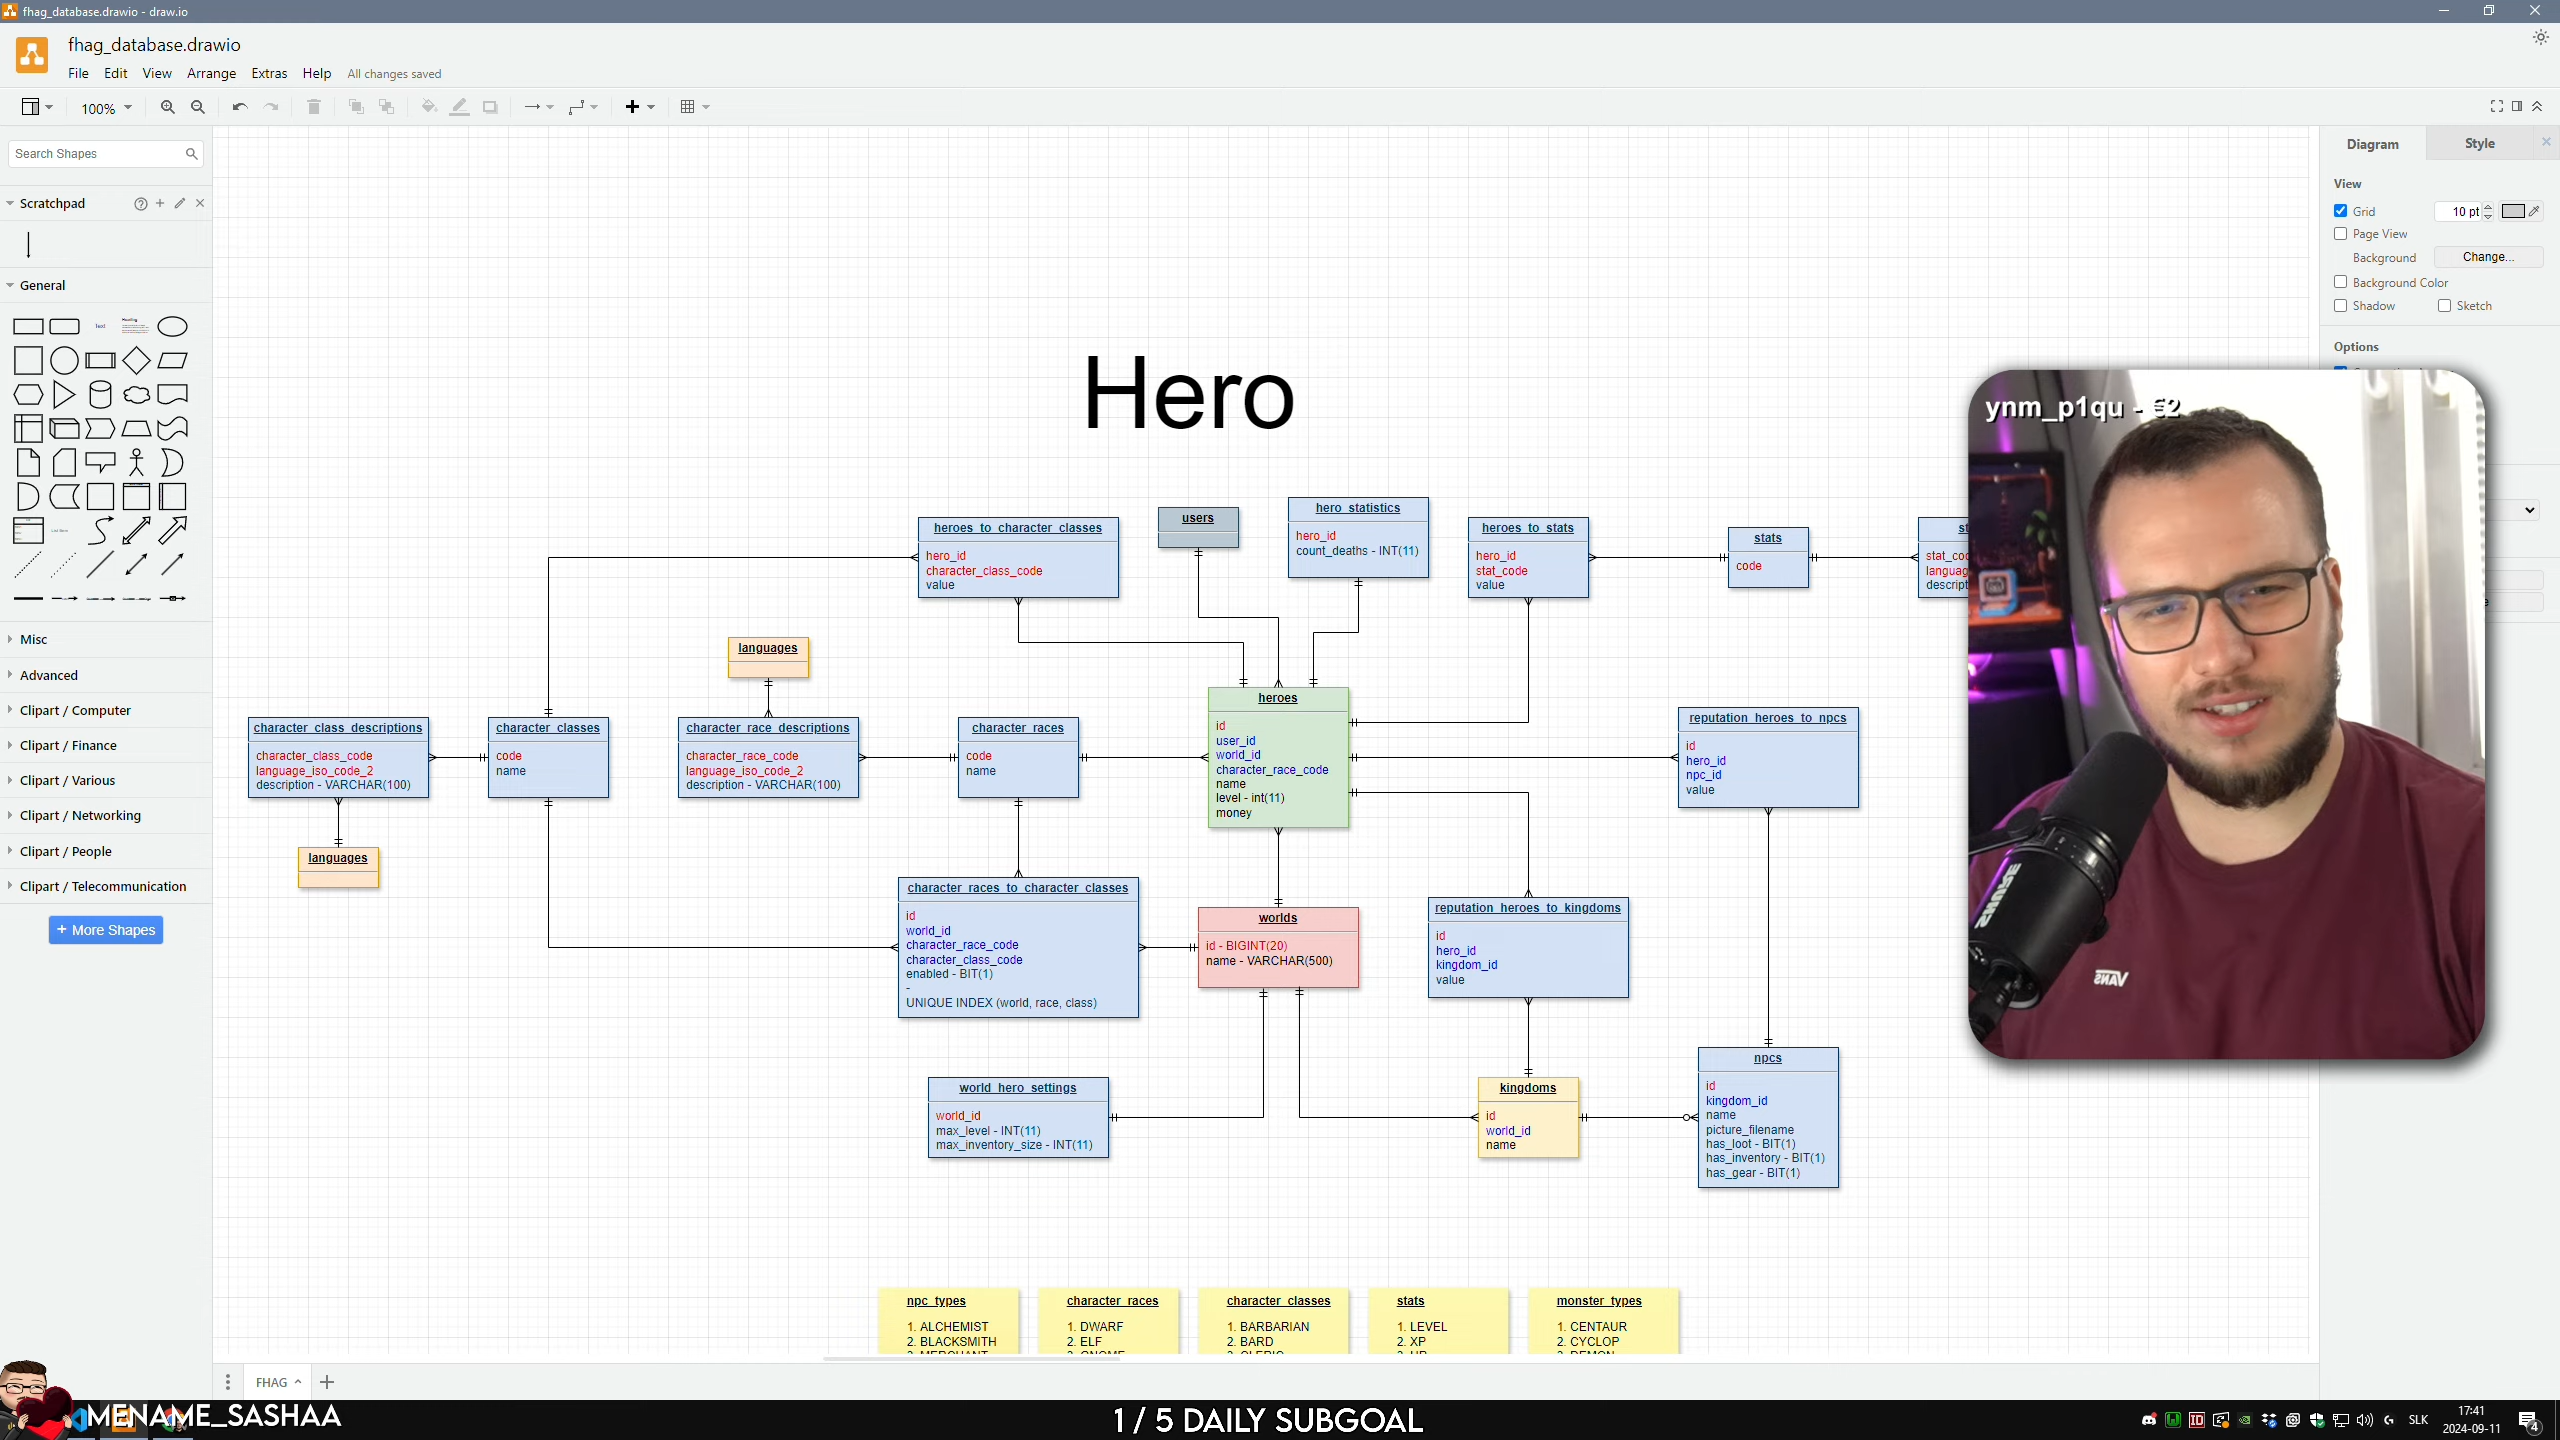 fhag_database.drawio - draw.io
fhag_database.drawio
File Edit View Arrange Extras Help All changes saved
100%
Search Shapes
Scratchpad
General
Text
Heading
Misc
Advanced
Clipart / Computer
Clipart / Finance
Clipart / Various
Clipart / Networking
Clipart / People
Clipart / Telecommunication
+ More Shapes
Hero
heroes_to_character_classes
hero_id
character_class_code
value
users
hero_statistics
hero_id
count_deaths - INT(11)
heroes_to_stats
hero_id
stat_code
value
stats
code
languages
character_class_descriptions
character_class_code
language_iso_code_2
description - VARCHAR(100)
character_classes
code
name
character_race_descriptions
character_race_code
language_iso_code_2
description - VARCHAR(100)
character_races
code
name
heroes
id
user_id
world_id
character_race_code
name
level - int(11)
money
reputation_heroes_to_npcs
id
hero_id
npc_id
value
languages
character_races_to_character_classes
id
world_id
character_race_code
character_class_code
enabled - BIT(1)
-
UNIQUE INDEX (world, race, class)
worlds
id - BIGINT(20)
name - VARCHAR(500)
reputation_heroes_to_kingdoms
id
hero_id
kingdom_id
value
world_hero_settings
world_id
max_level - INT(11)
max_inventory_size - INT(11)
kingdoms
id
world_id
name
npcs
id
kingdom_id
name
picture_filename
has_loot - BIT(1)
has_inventory - BIT(1)
has_gear - BIT(1)
npc_types
1. ALCHEMIST
2. BLACKSMITH
character_races
1. DWARF
2. ELF
character_classes
1. BARBARIAN
2. BARD
stats
1. LEVEL
2. XP
monster_types
1. CENTAUR
2. CYCLOP
Diagram Style
View
Grid 10 pt
Page View
Background Change...
Background Color
Shadow Sketch
Options
ynm_p1qu - €2
VANS
SHURE
FHAG
MENAME_SASHAA
1 / 5 DAILY SUBGOAL
SLK
17:41
2024-09-11
4